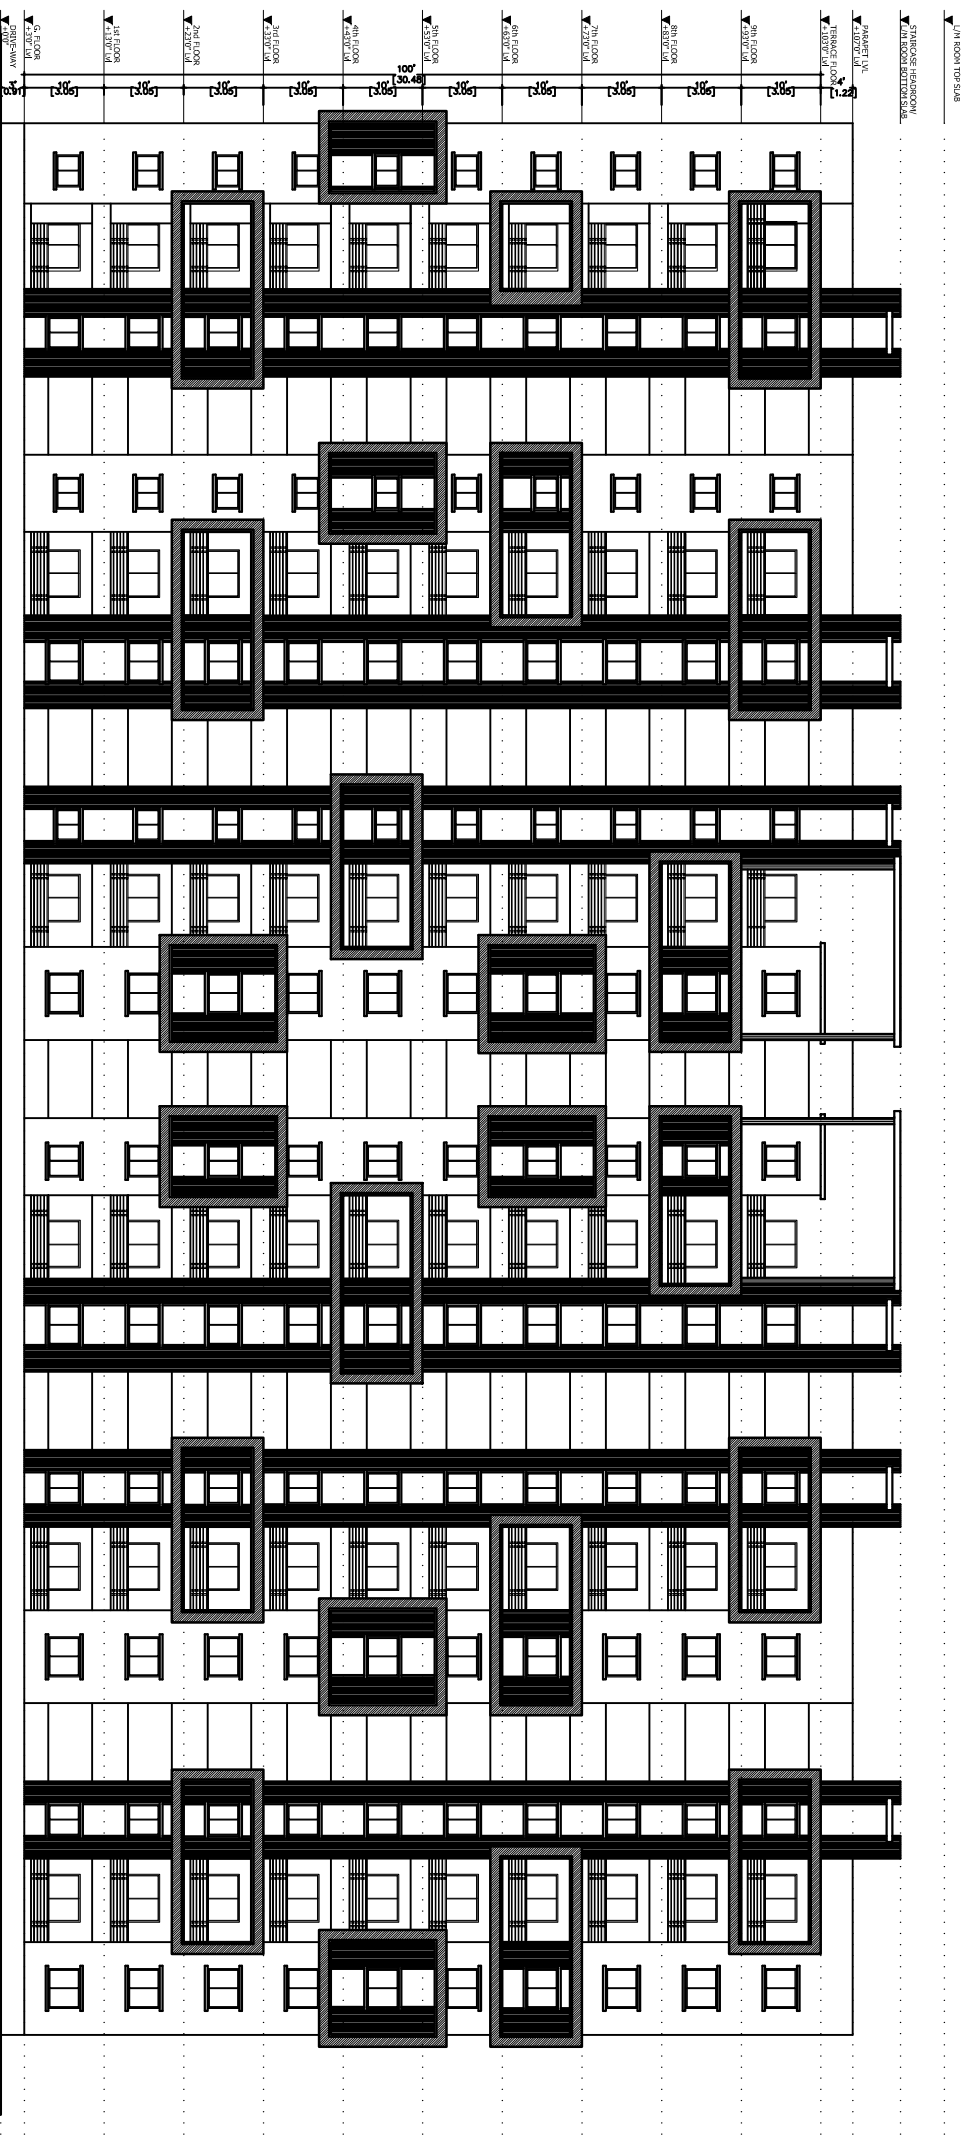 L/M ROOM TOP SLAB
STAIRCASE HEADROOM/
L/M ROOM BOTTOM SLAB
PARAPET LVL
+107'0" Lvl
TERRACE FLOOR
+103'0" Lvl
9th FLOOR
+93'0" Lvl
8th FLOOR
+83'0" Lvl
7th FLOOR
+73'0" Lvl
6th FLOOR
+63'0" Lvl
5th FLOOR
+53'0" Lvl
4th FLOOR
+43'0" Lvl
3rd FLOOR
+33'0" Lvl
2nd FLOOR
+23'0" Lvl
1st FLOOR
+13'0" Lvl
G. FLOOR
+3'0" Lvl
DRIVE-WAY
+0'0"
4'
[1.22]
100'
[30.48]
10'
[3.05]
10'
[3.05]
10'
[3.05]
10'
[3.05]
10'
[3.05]
10'
[3.05]
10'
[3.05]
10'
[3.05]
10'
[3.05]
10'
[3.05]